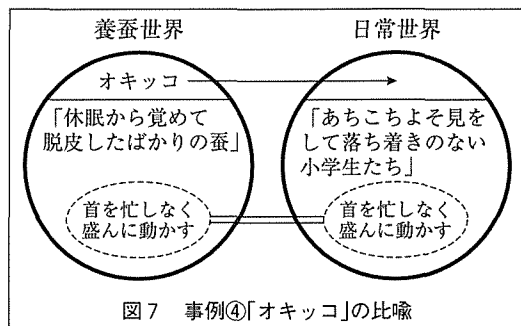 養蚕世界
日常世界
オキッコ
「休眠から覚めて
脱皮したばかりの蚕」
「あちこちよそ見を
して落ち着きのない
小学生たち」
首を忙しなく
盛んに動かす
首を忙しなく
盛んに動かす
図7 事例④「オキッコ」の比喩